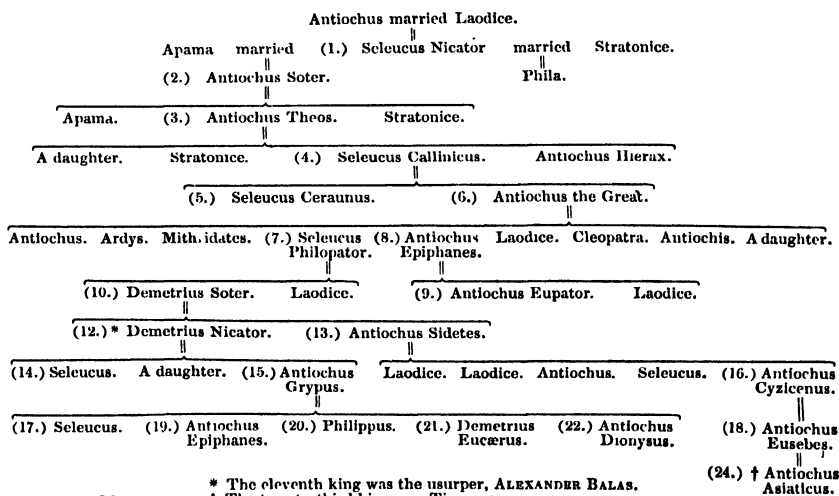 Antiochus married Laodice.
Apama married (1.) Seleucus Nicator married Stratonice.
(2.) Antiochus Soter. Phila.
Apama. (3.) Antiochus Theos. Stratonice.
A daughter. Stratonice. (4.) Seleucus Callinicus. Antiochus Hierax.
(5.) Seleucus Ceraunus. (6.) Antiochus the Great.
Antiochus. Ardys. Mithridates. (7.) Seleucus (8.) Antiochus Laodice. Cleopatra. Antiochis. A daughter.
Philopator. Epiphanes.
(10.) Demetrius Soter. Laodice. (9.) Antiochus Eupator. Laodice.
(12.)* Demetrius Nicator. (13.) Antiochus Sidetes.
(14.) Seleucus. A daughter. (15.) Antiochus Laodice. Laodice. Antiochus. Seleucus. (16.) Antiochus
Grypus. Cyzicenus.
(17.) Seleucus. (19.) Antiochus (20.) Philippus. (21.) Demetrius (22.) Antiochus (18.) Antiochus
Epiphanes. Eucærus. Dionysus. Eusebes.
(24.) † Antiochus
Asiaticus.
* The eleventh king was the usurper, ALEXANDER BALAS.